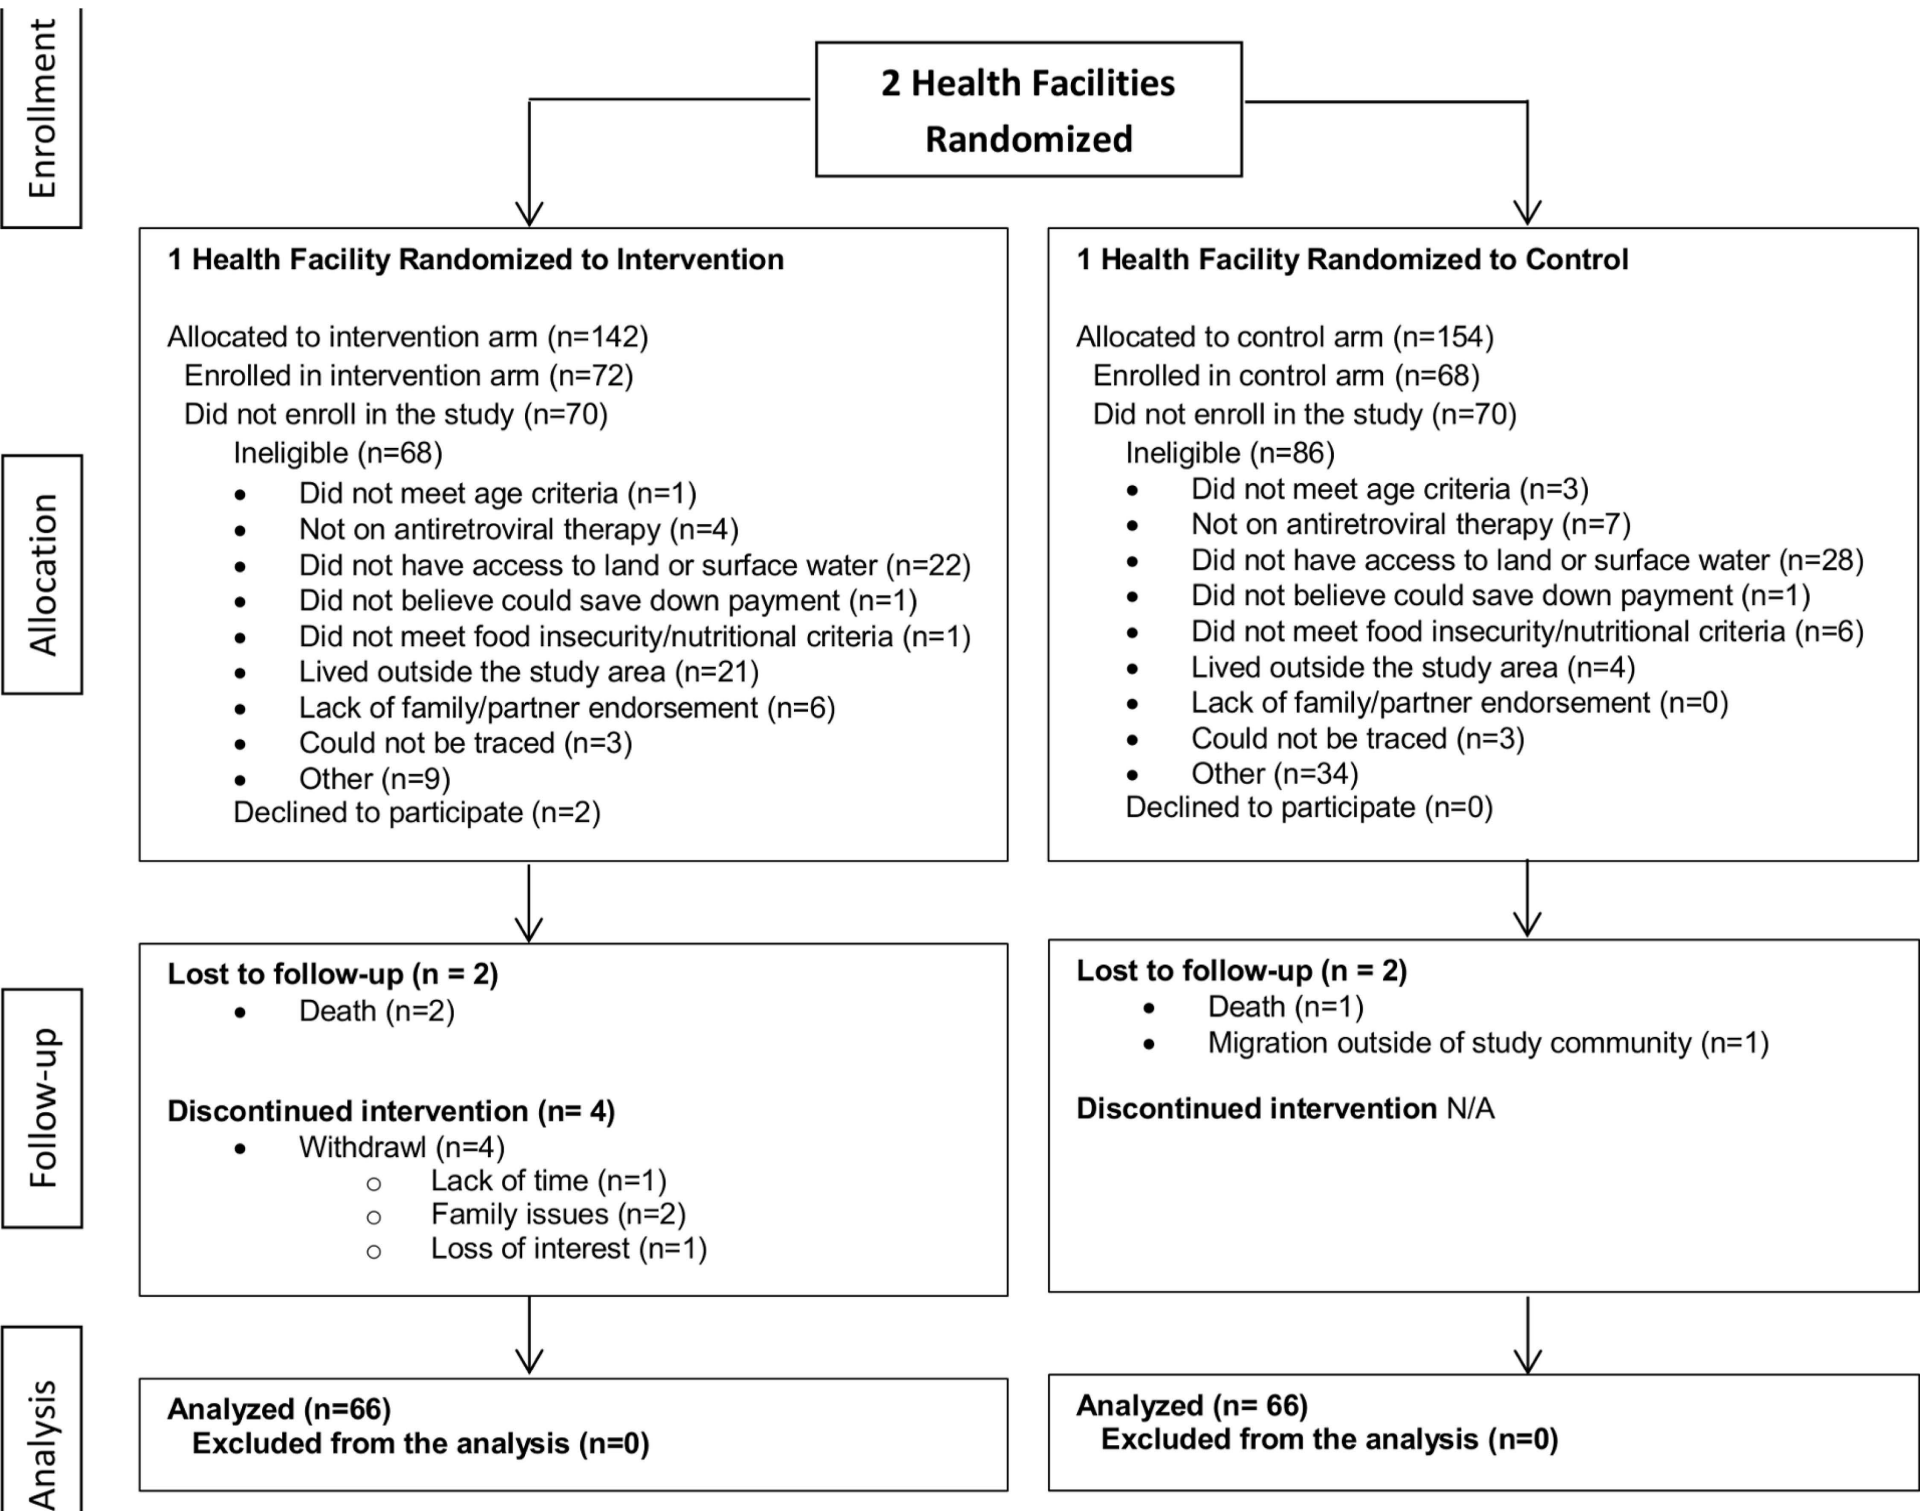 Enrollment
2 Health Facilities
Randomized
Allocation
1 Health Facility Randomized to Intervention
Allocated to intervention arm (n=142)
Enrolled in intervention arm (n=72)
Did not enroll in the study (n=70)
Ineligible (n=68)
• Did not meet age criteria (n=1)
• Not on antiretroviral therapy (n=4)
• Did not have access to land or surface water (n=22)
• Did not believe could save down payment (n=1)
• Did not meet food insecurity/nutritional criteria (n=1)
• Lived outside the study area (n=21)
• Lack of family/partner endorsement (n=6)
• Could not be traced (n=3)
• Other (n=9)
Declined to participate (n=2)
1 Health Facility Randomized to Control
Allocated to control arm (n=154)
Enrolled in control arm (n=68)
Did not enroll in the study (n=70)
Ineligible (n=86)
• Did not meet age criteria (n=3)
• Not on antiretroviral therapy (n=7)
• Did not have access to land or surface water (n=28)
• Did not believe could save down payment (n=1)
• Did not meet food insecurity/nutritional criteria (n=6)
• Lived outside the study area (n=4)
• Lack of family/partner endorsement (n=0)
• Could not be traced (n=3)
• Other (n=34)
Declined to participate (n=0)
Follow-up
Lost to follow-up (n = 2)
• Death (n=2)
Discontinued intervention (n= 4)
• Withdrawl (n=4)
○ Lack of time (n=1)
○ Family issues (n=2)
○ Loss of interest (n=1)
Lost to follow-up (n = 2)
• Death (n=1)
• Migration outside of study community (n=1)
Discontinued intervention N/A
Analysis
Analyzed (n=66)
Excluded from the analysis (n=0)
Analyzed (n= 66)
Excluded from the analysis (n=0)